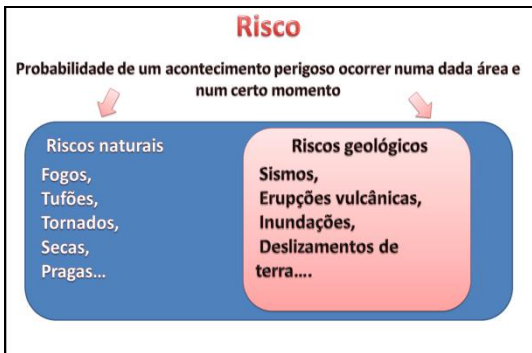 Risco
Probabilidade de um acontecimento perigoso ocorrer numa dada área e
num certo momento
Riscos naturais
Fogos,
Tufões,
Tornados,
Secas,
Pragas...
Riscos geológicos
Sismos,
Erupções vulcânicas,
Inundações,
Deslizamentos de
terra....